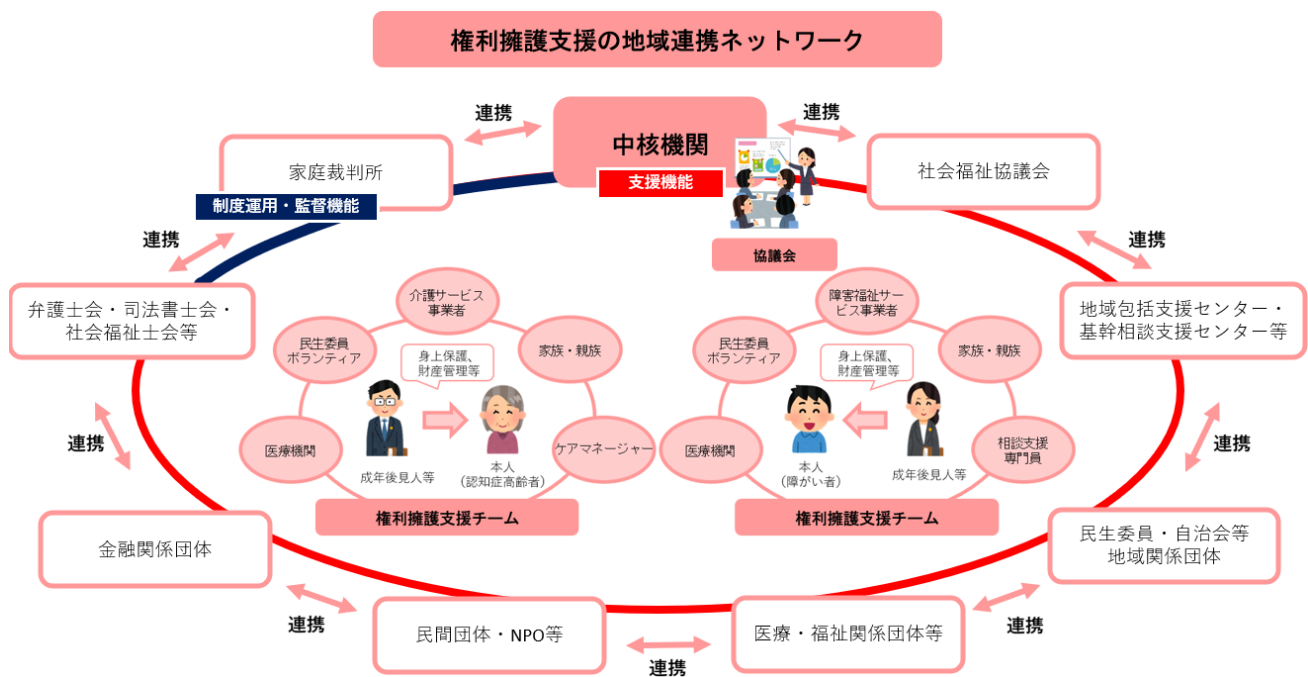 権利擁護支援の地域連携ネットワーク
連携
連携
中核機関
支援機能
家庭裁判所
制度運用・監督機能
社会福祉協議会
協議会
連携
連携
弁護士会・司法書士会・
社会福祉士会等
地域包括支援センター・
基幹相談支援センター等
介護サービス
事業者
民生委員
ボランティア
家族・親族
身上保護、
財産管理等
医療機関
ケアマネージャー
成年後見人等
本人
(認知症高齢者)
権利擁護支援チーム
障害福祉サー
ビス事業者
民生委員
ボランティア
家族・親族
身上保護、
財産管理等
医療機関
相談支援
専門員
本人
(障がい者)
成年後見人等
権利擁護支援チーム
連携
連携
金融関係団体
民生委員・自治会等
地域関係団体
連携
連携
民間団体・NPO等
医療・福祉関係団体等
連携